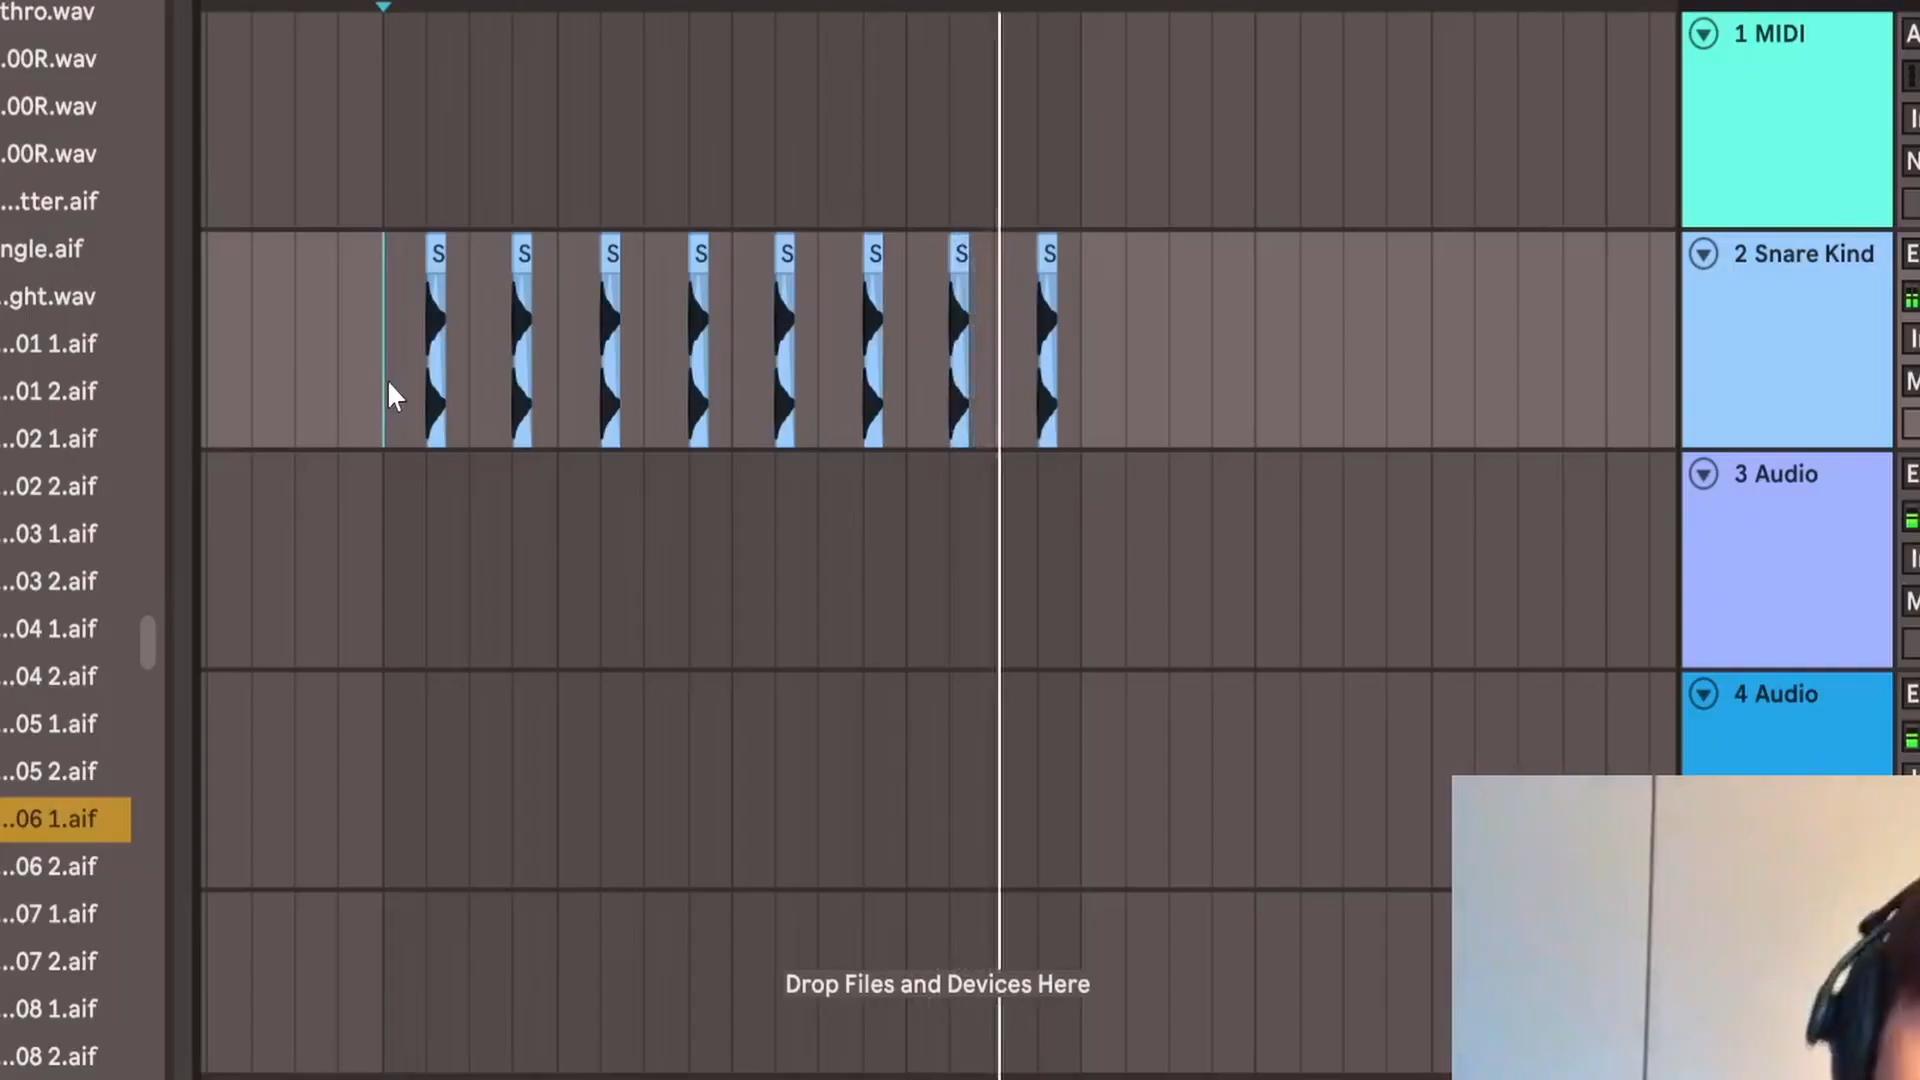 thro.wav
.00R.wav
.00R.wav
.00R.wav
...tter.aif
ngle.aif
..ght.wav
...01 1.aif
...01 2.aif
...02 1.aif
...02 2.aif
...03 1.aif
...03 2.aif
...04 1.aif
...04 2.aif
...05 1.aif
...05 2.aif
...06 1.aif
...06 2.aif
...07 1.aif
...07 2.aif
...08 1.aif
...08 2.aif
S S S S S S S S
Drop Files and Devices Here
1 MIDI
2 Snare Kind
3 Audio
4 Audio
A
N
E
M
E
M
E